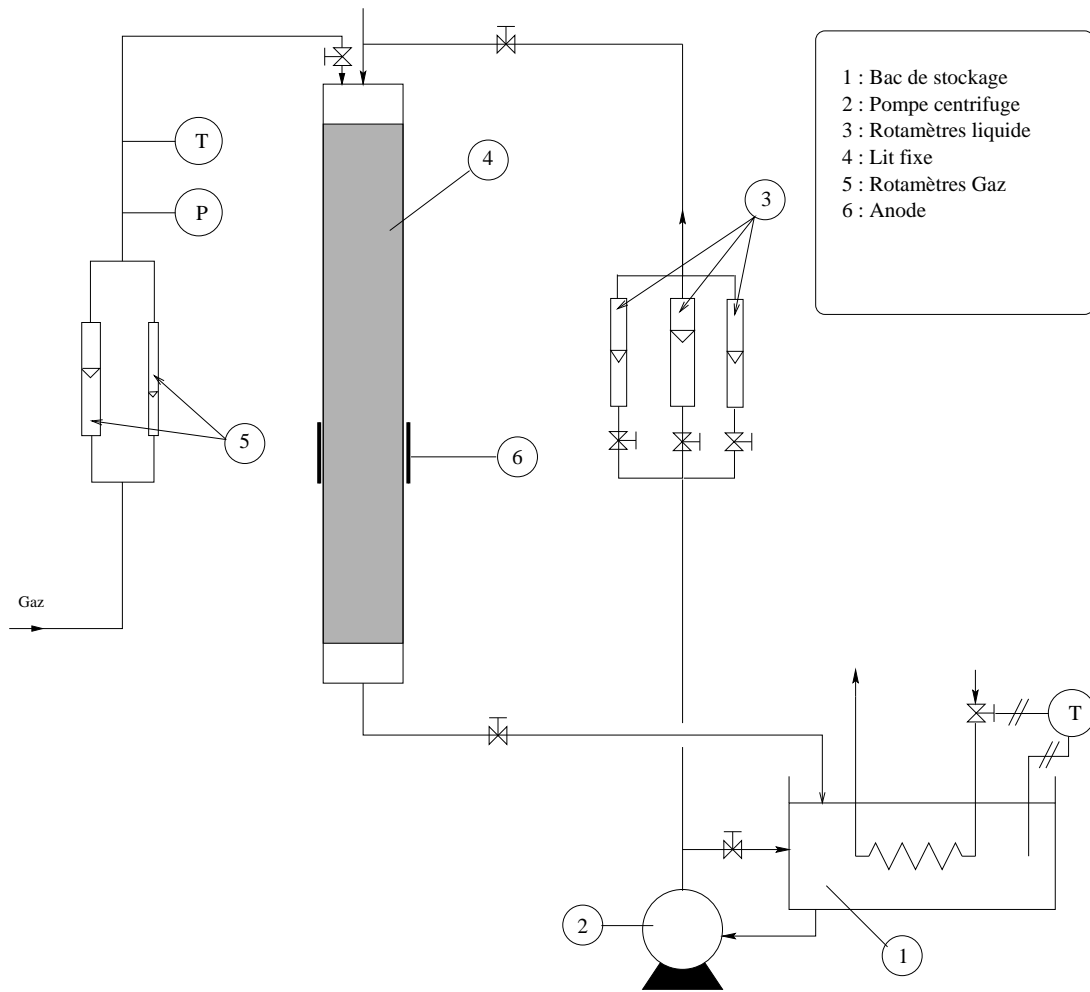 1 : Bac de stockage
2 : Pompe centrifuge
3 : Rotamètres liquide
4 : Lit fixe
5 : Rotamètres Gaz
6 : Anode
T
4
3
P
5
6
Gaz
T
2
1